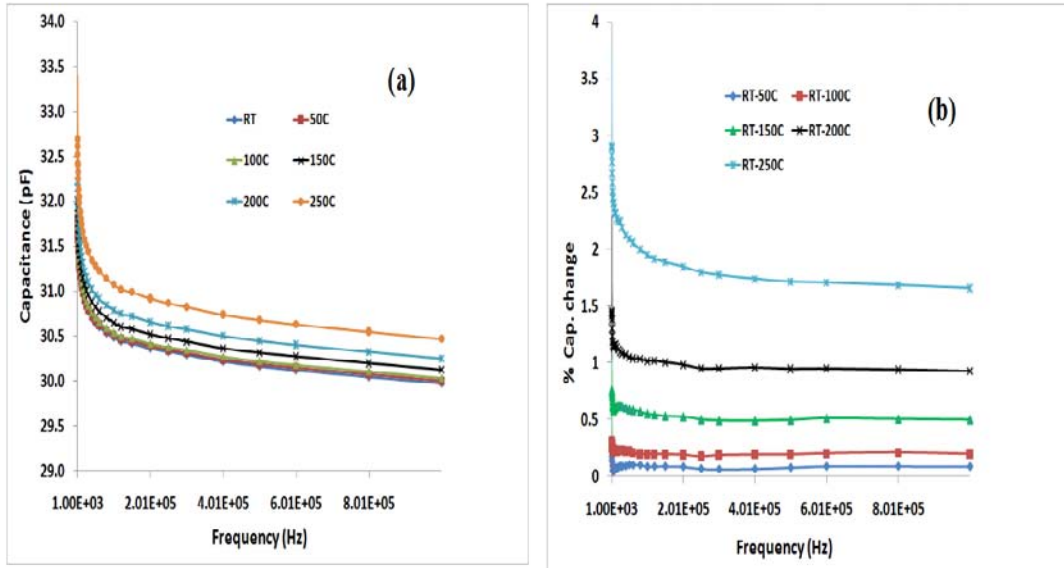 34.0
33.5
33.0
32.5
32.0
31.5
31.0
30.5
30.0
29.5
29.0
Capacitance (pF)
(a)
RT 50C
100C 150C
200C 250C
1.00E+03 2.01E+05 4.01E+05 6.01E+05 8.01E+05
Frequency (Hz)
4
3.5
3
2.5
2
1.5
1
0.5
0
% Cap. change
(b)
RT-50C RT-100C
RT-150C RT-200C
RT-250C
1.00E+03 2.01E+05 4.01E+05 6.01E+05 8.01E+05
Frequency (Hz)